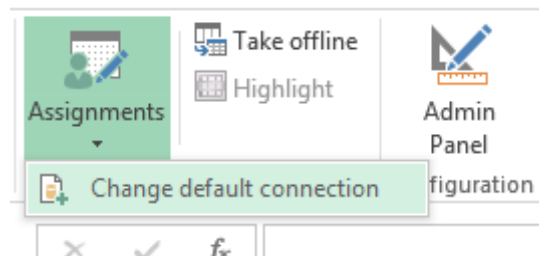 Assignments
Take offline
Highlight
Admin
Panel
Change default connection
figuration
fx